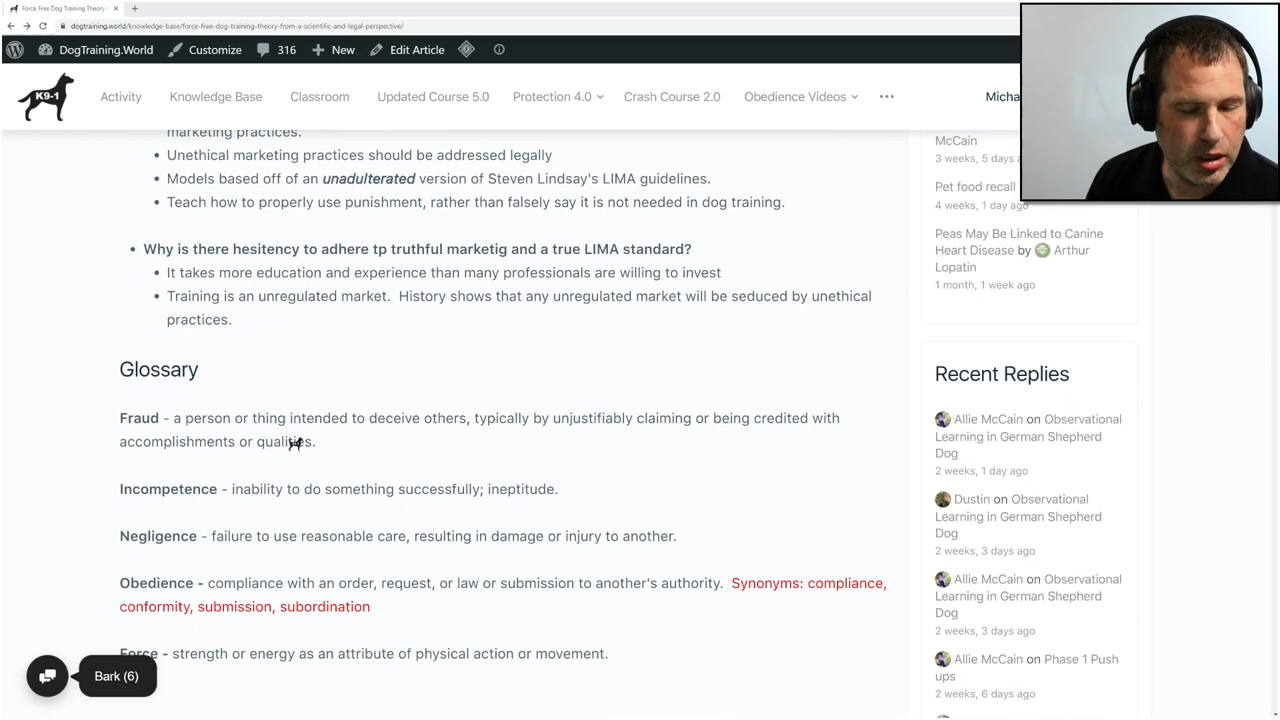 Force Free Dog Training Theory
dogtraining.world/knowledge-base/force-free-dog-training-theory-from-a-scientific-and-legal-perspective/
DogTraining.World Customize 316 New Edit Article
K9-1 Activity Knowledge Base Classroom Updated Course 5.0 Protection 4.0 Crash Course 2.0 Obedience Videos Micha
marketing practices.
Unethical marketing practices should be addressed legally
Models based off of an unadulterated version of Steven Lindsay's LIMA guidelines.
Teach how to properly use punishment, rather than falsely say it is not needed in dog training.
Why is there hesitency to adhere tp truthful marketig and a true LIMA standard?
It takes more education and experience than many professionals are willing to invest
Training is an unregulated market. History shows that any unregulated market will be seduced by unethical
practices.
Glossary
Fraud - a person or thing intended to deceive others, typically by unjustifiably claiming or being credited with
accomplishments or qualities.
Incompetence - inability to do something successfully; ineptitude.
Negligence - failure to use reasonable care, resulting in damage or injury to another.
Obedience - compliance with an order, request, or law or submission to another's authority. Synonyms: compliance,
conformity, submission, subordination
Force - strength or energy as an attribute of physical action or movement.
Bark (6)
McCain
3 weeks, 5 days a
Pet food recall
4 weeks, 1 day ago
Peas May Be Linked to Canine
Heart Disease by Arthur
Lopatin
1 month, 1 week ago
Recent Replies
Allie McCain on Observational
Learning in German Shepherd
Dog
2 weeks, 1 day ago
Dustin on Observational
Learning in German Shepherd
Dog
2 weeks, 3 days ago
Allie McCain on Observational
Learning in German Shepherd
Dog
2 weeks, 3 days ago
Allie McCain on Phase 1 Push
ups
2 weeks, 6 days ago